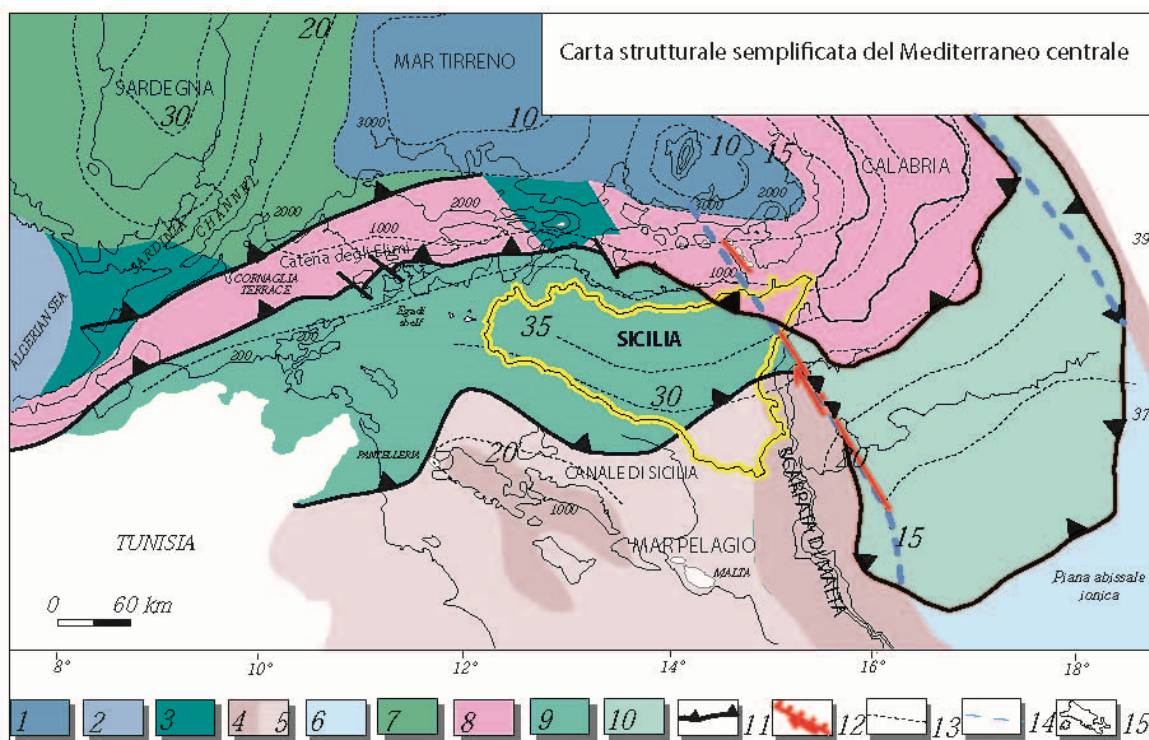 Carta strutturale semplificata del Mediterraneo centrale
20
MAR TIRRENO
SARDEGNA
30
3000
10
10
15
CALABRIA
SARDINIA CHANNEL
2000
2000
2000
3000
1000
1000
Catena degli Elimi
CORNAGLIA
TERRACE
ALGERIAN SEA
Egadi
shelf
200
200
39
35
SICILIA
30
37
PANTELLERIA
20
CANALE DI SICILIA
1000
SCARPATA DI MALTA
15
TUNISIA
MAR PELAGIO
MALTA
Piana abissale
ionica
0 60 km
8° 10° 12° 14° 16° 18°
1 2 3 4 5 6 7 8 9 10 11 12 13 14 15